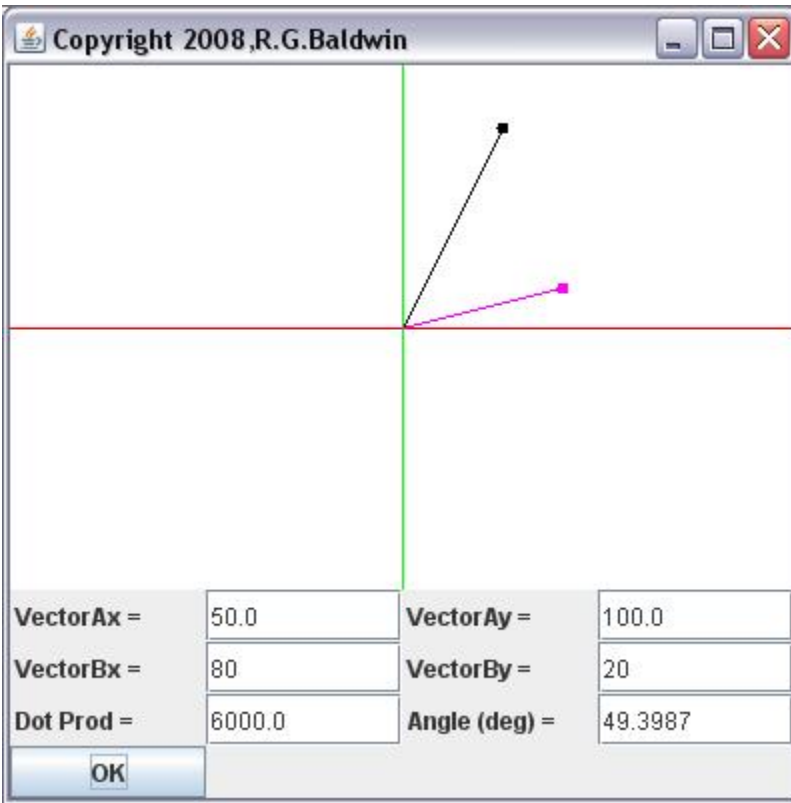 Copyright 2008,R.G.Baldwin
VectorAx = 50.0 VectorAy = 100.0
VectorBx = 80 VectorBy = 20
Dot Prod = 6000.0 Angle (deg) = 49.3987
OK